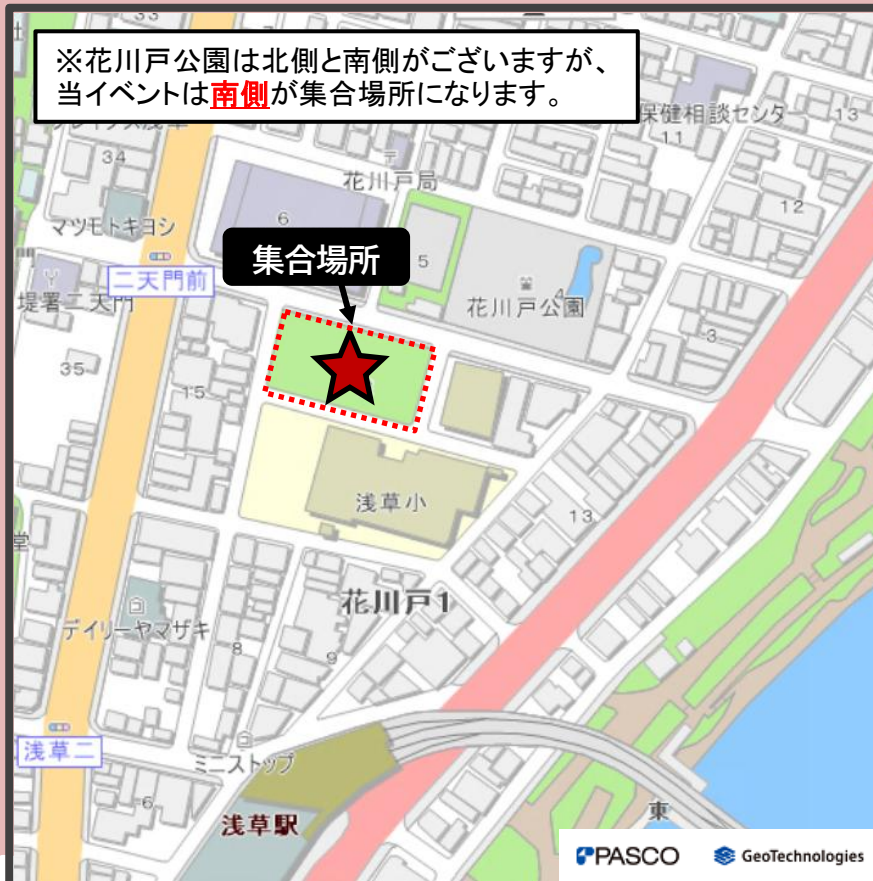 ※花川戸公園は北側と南側がございますが、
当イベントは南側が集合場所になります。
33
34
保健相談センター
13
11
花川戸局
マツモトキヨシ
6
12
集合場所
二天門前
5
4
花川戸公園
堤署二天門
3
35
15
浅草小
13
堂
花川戸1
デイリーヤマザキ
8
9
浅草二
ミニストップ
6
浅草駅
東
PASCO
GeoTechnologies